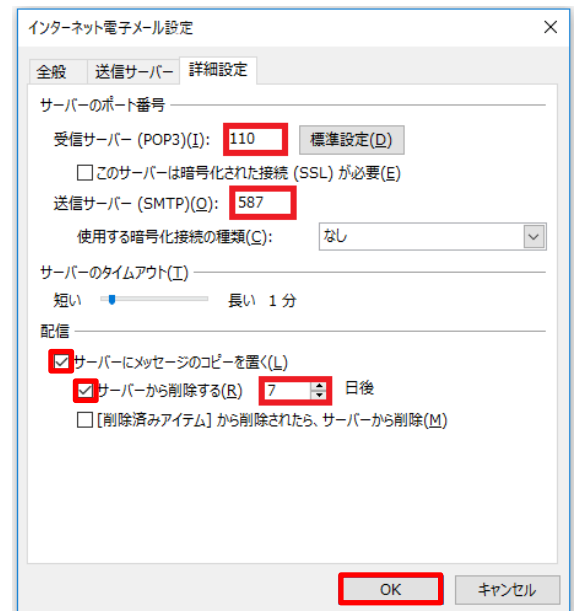 インターネット電子メール設定
全般 送信サーバー 詳細設定
サーバーのポート番号
受信サーバー (POP3)(I): 110 標準設定(D)
このサーバーは暗号化された接続 (SSL) が必要(E)
送信サーバー (SMTP)(O): 587
使用する暗号化接続の種類(C): なし
サーバーのタイムアウト(T)
短い 長い 1 分
配信
サーバーにメッセージのコピーを置く(L)
サーバーから削除する(R) 7 日後
[削除済みアイテム] から削除されたら、サーバーから削除(M)
OK キャンセル